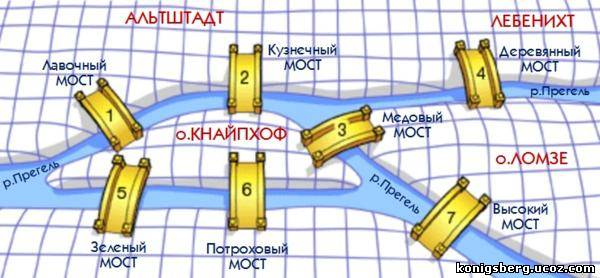 АЛЬТШТАДТ
ЛЕБЕНИХТ
Лавочный
МОСТ
Кузнечный
МОСТ
Деревянный
МОСТ
1
2
4
р.Прегель
о.КНАЙПХОФ
3
Медовый
МОСТ
о.ЛОМЗЕ
р.Прегель
5
6
р.Прегель
7
Высокий
МОСТ
Зеленый
МОСТ
Потроховый
МОСТ
konigsberg.ucoz.com